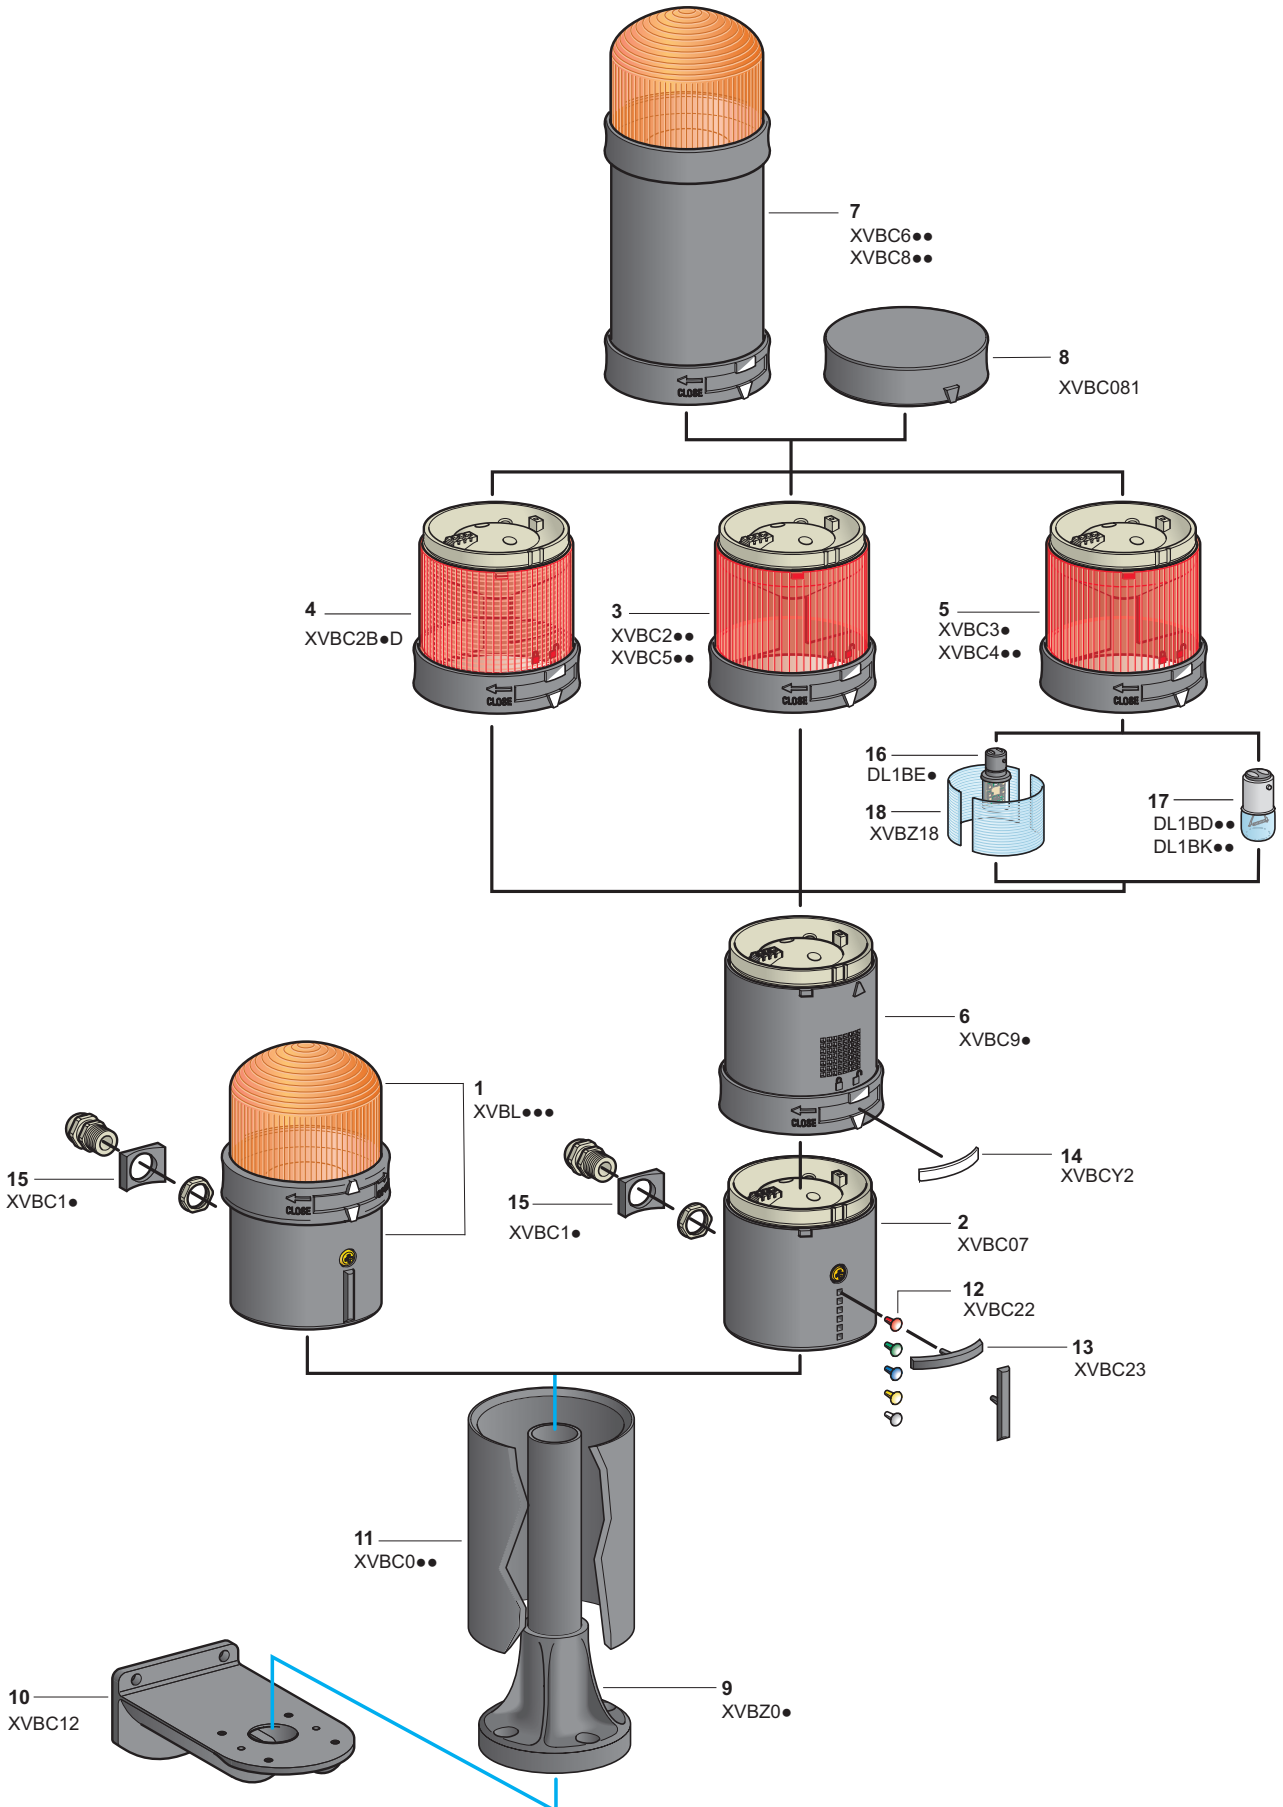 7
XVBC6●●
XVBC8●●
CLOSE
8
XVBC081
4
XVBC2B●D
CLOSE
3
XVBC2●●
XVBC5●●
CLOSE
5
XVBC3●
XVBC4●●
CLOSE
16
DL1BE●
18
XVBZ18
17
DL1BD●●
DL1BK●●
6
XVBC9●
CLOSE
14
XVBCY2
1
XVBL●●●
CLOSE
15
XVBC1●
15
XVBC1●
2
XVBC07
12
XVBC22
13
XVBC23
11
XVBC0●●
10
XVBC12
9
XVBZ0●